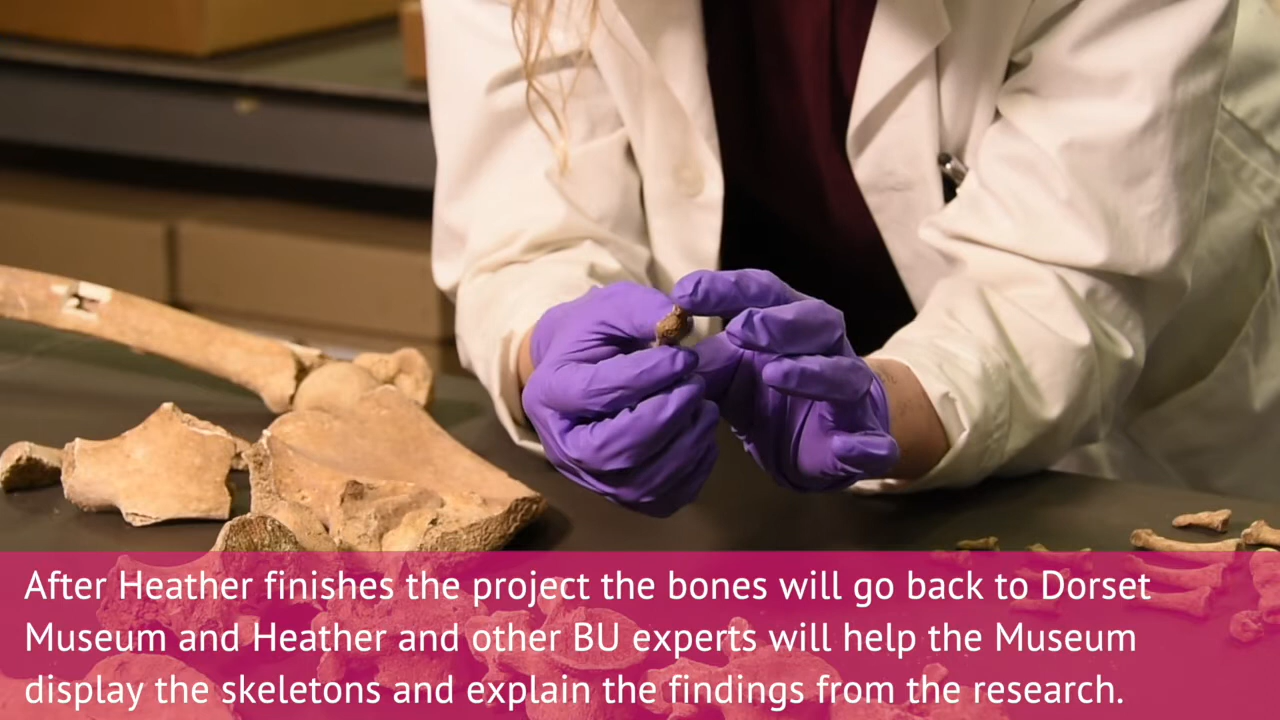 After Heather finishes the project the bones will go back to Dorset
Museum and Heather and other BU experts will help the Museum
display the skeletons and explain the findings from the research.